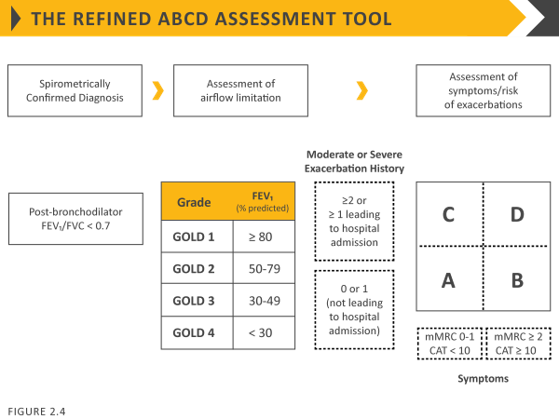 THE REFINED ABCD ASSESSMENT TOOL
Spirometrically
Confirmed Diagnosis
Assessment of
airflow limitation
Assessment of
symptoms/risk
of exacerbations
Moderate or Severe
Exacerbation History
Post-bronchodilator
FEV₁/FVC < 0.7
Grade
FEV₁
(% predicted)
GOLD 1 ≥ 80
GOLD 2 50-79
GOLD 3 30-49
GOLD 4 < 30
≥2 or
≥ 1 leading
to hospital
admission
0 or 1
(not leading
to hospital
admission)
C D
A B
mMRC 0-1
CAT < 10
mMRC ≥ 2
CAT ≥ 10
Symptoms
FIGURE 2.4